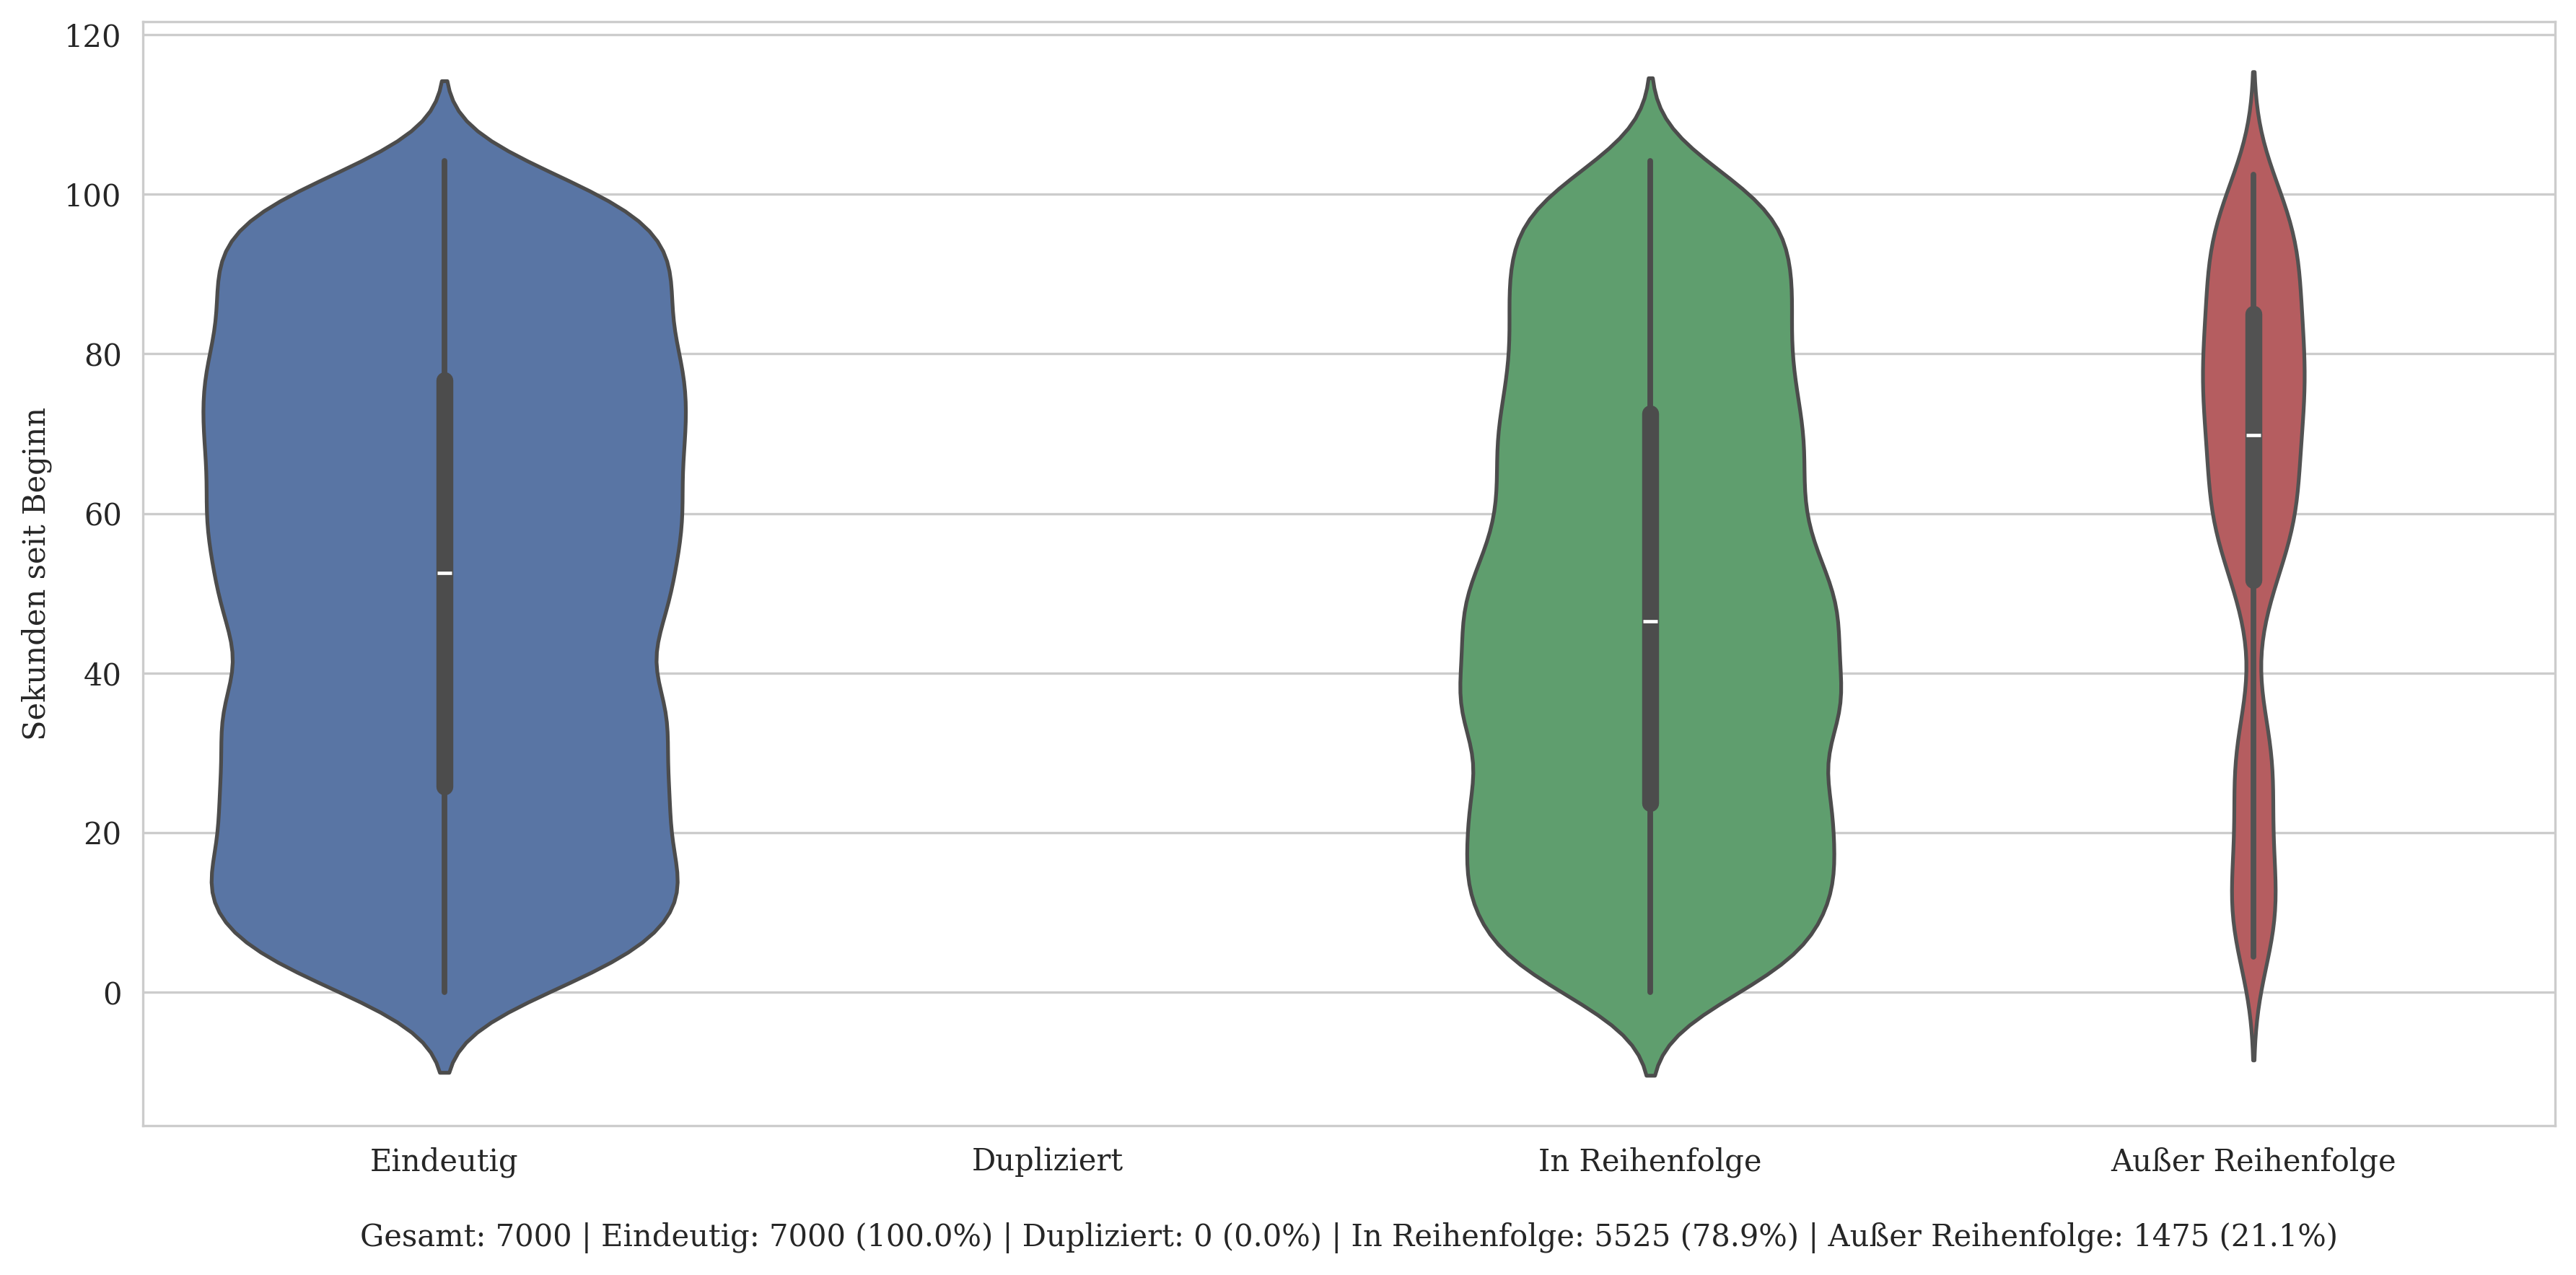 120
100
80
60
40
20
0
Sekunden seit Beginn
Eindeutig Dupliziert In Reihenfolge Außer Reihenfolge
Gesamt: 7000 | Eindeutig: 7000 (100.0%) | Dupliziert: 0 (0.0%) | In Reihenfolge: 5525 (78.9%) | Außer Reihenfolge: 1475 (21.1%)